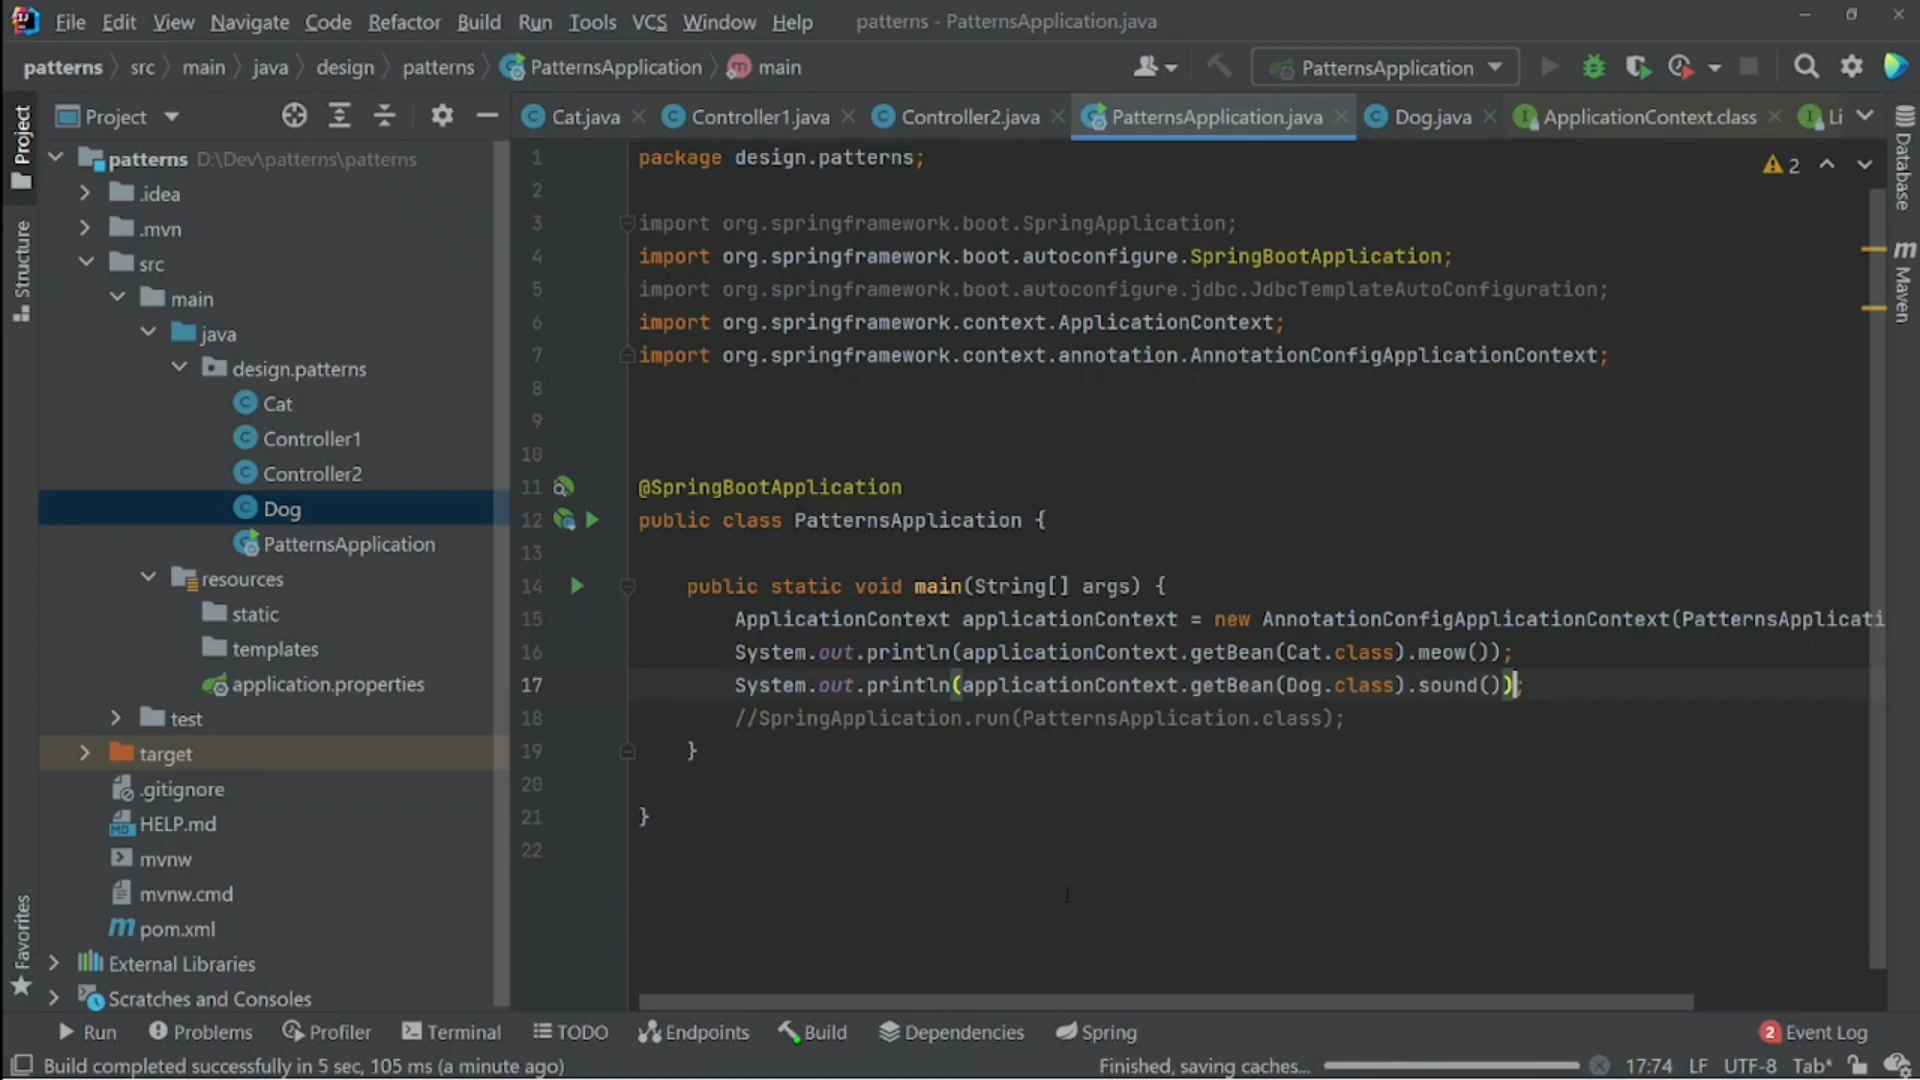 File Edit View Navigate Code Refactor Build Run Tools VCS Window Help patterns - PatternsApplication.java
patterns src main java design patterns PatternsApplication main PatternsApplication
Project Cat.java Controller1.java Controller2.java PatternsApplication.java Dog.java ApplicationContext.class Li
Project
Structure
Favorites
patterns D:\Dev\patterns\patterns
.idea
.mvn
src
main
java
design.patterns
Cat
Controller1
Controller2
Dog
PatternsApplication
resources
static
templates
application.properties
test
target
.gitignore
HELP.md
mvnw
mvnw.cmd
pom.xml
External Libraries
Scratches and Consoles
1 package design.patterns;
2
3 import org.springframework.boot.SpringApplication;
4 import org.springframework.boot.autoconfigure.SpringBootApplication;
5 import org.springframework.boot.autoconfigure.jdbc.JdbcTemplateAutoConfiguration;
6 import org.springframework.context.ApplicationContext;
7 import org.springframework.context.annotation.AnnotationConfigApplicationContext;
8
9
10
11 @SpringBootApplication
12 public class PatternsApplication {
13
14 public static void main(String[] args) {
15 ApplicationContext applicationContext = new AnnotationConfigApplicationContext(PatternsApplicati
16 System.out.println(applicationContext.getBean(Cat.class).meow());
17 System.out.println(applicationContext.getBean(Dog.class).sound());
18 //SpringApplication.run(PatternsApplication.class);
19 }
20
21 }
22
2
Database
Maven
Run Problems Profiler Terminal TODO Endpoints Build Dependencies Spring 2 Event Log
Build completed successfully in 5 sec, 105 ms (a minute ago) Finished, saving caches... 17:74 LF UTF-8 Tab*